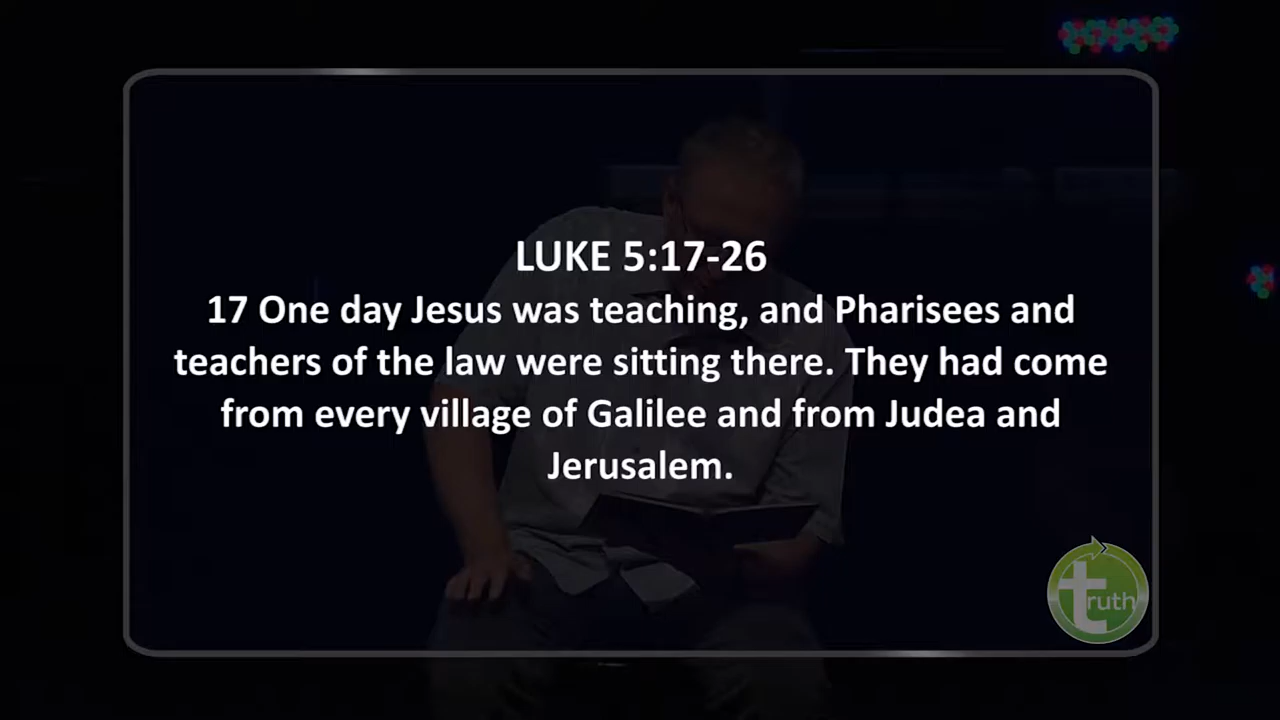 LUKE 5:17-26
17 One day Jesus was teaching, and Pharisees and
teachers of the law were sitting there. They had come
from every village of Galilee and from Judea and
Jerusalem.
truth